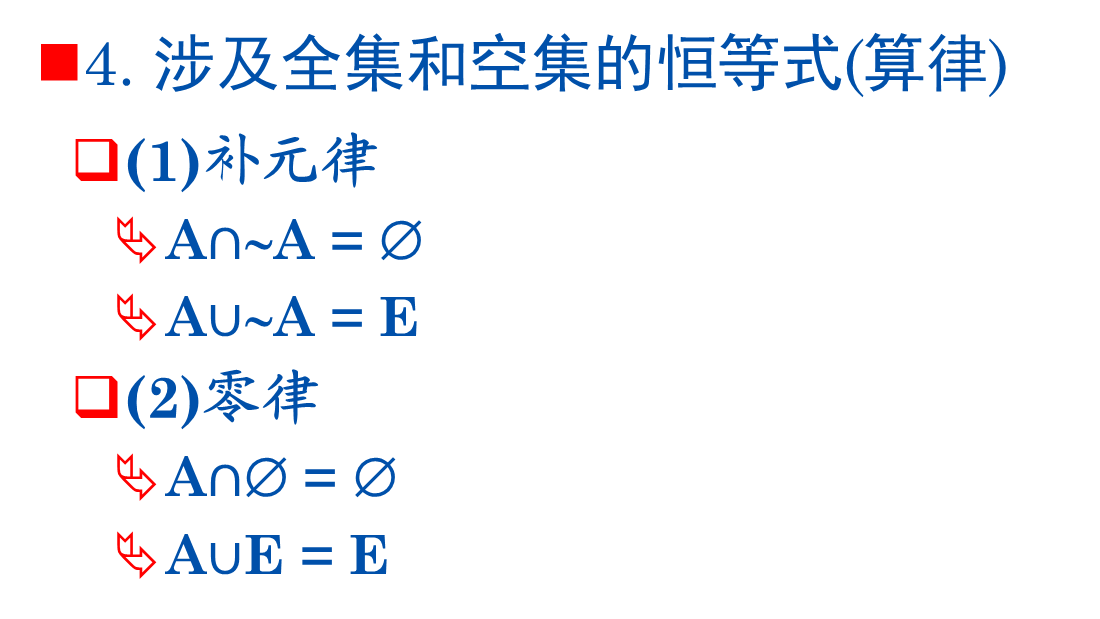 4. 涉及全集和空集的恒等式(算律)
(1)补元律
A∩~A = ∅
A∪~A = E
(2)零律
A∩∅ = ∅
A∪E = E